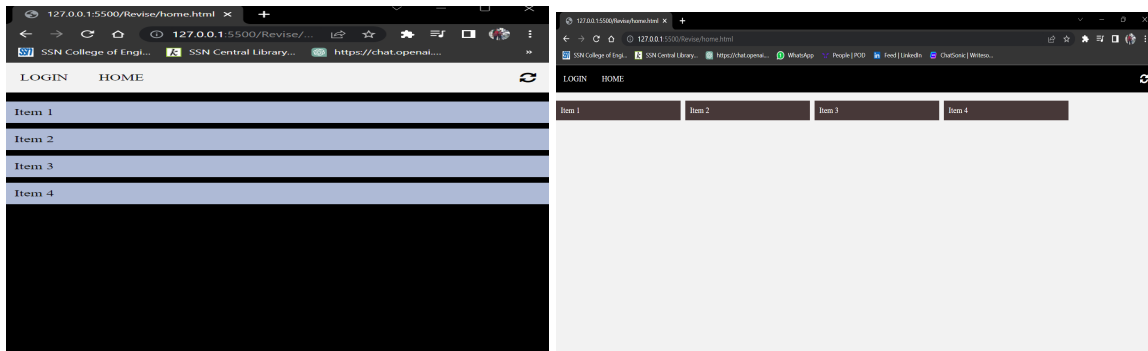 127.0.0.1:5500/Revise/home.html
127.0.0.1:5500/Revise/...
SSN College of Engi... SSN Central Library... https://chat.openai....
LOGIN HOME
Item 1
Item 2
Item 3
Item 4
127.0.0.1:5500/Revise/home.html
127.0.0.1:5500/Revise/home.html
SSN College of Engi... SSN Central Library... https://chat.openai.... WhatsApp People | POD Feed | LinkedIn ChatSonic | Writeso...
LOGIN HOME
Item 1 Item 2 Item 3 Item 4